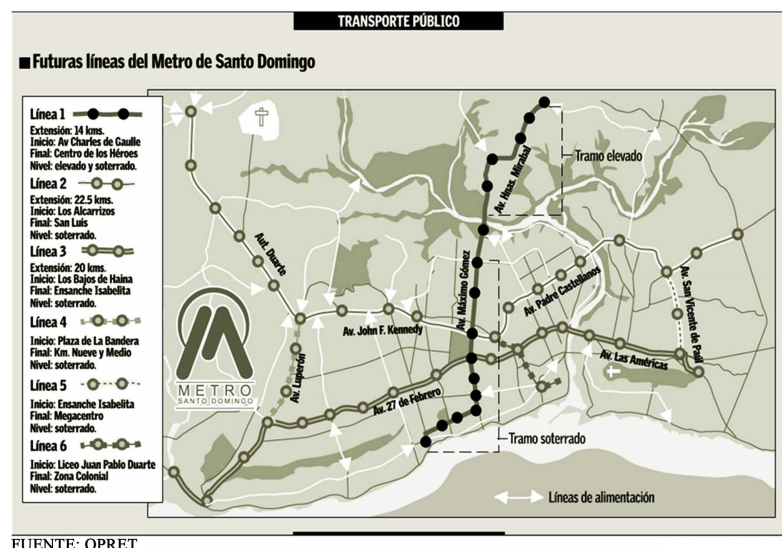 TRANSPORTE PÚBLICO
Futuras líneas del Metro de Santo Domingo
Línea 1
Extensión: 14 kms.
Inicio: Av Charles de Gaulle
Final: Centro de los Héroes
Nivel: elevado y soterrado.
Línea 2
Extensión: 22.5 kms.
Inicio: Los Alcarrizos
Final: San Luis
Nivel: soterrado.
Línea 3
Extensión: 20 kms.
Inicio: Los Bajos de Haina
Final: Ensanche Isabelita
Nivel: soterrado.
Línea 4
Inicio: Plaza de La Bandera
Final: Km. Nueve y Medio
Nivel: soterrado.
Línea 5
Inicio: Ensanche Isabelita
Final: Megacentro
Nivel: soterrado.
Línea 6
Inicio: Liceo Juan Pablo Duarte
Final: Zona Colonial
Nivel: soterrado.
Av. Hnas. Mirabal
Tramo elevado
Aut. Duarte
Av. Máximo Gómez
Av. Padre Castellanos
Av. San Vicente de Paúl
Av. John F. Kennedy
Av. Luperón
Av. Las Américas
Av. 27 de Febrero
METRO
SANTO DOMINGO
Tramo soterrado
Líneas de alimentación
FUENTE: OPRET